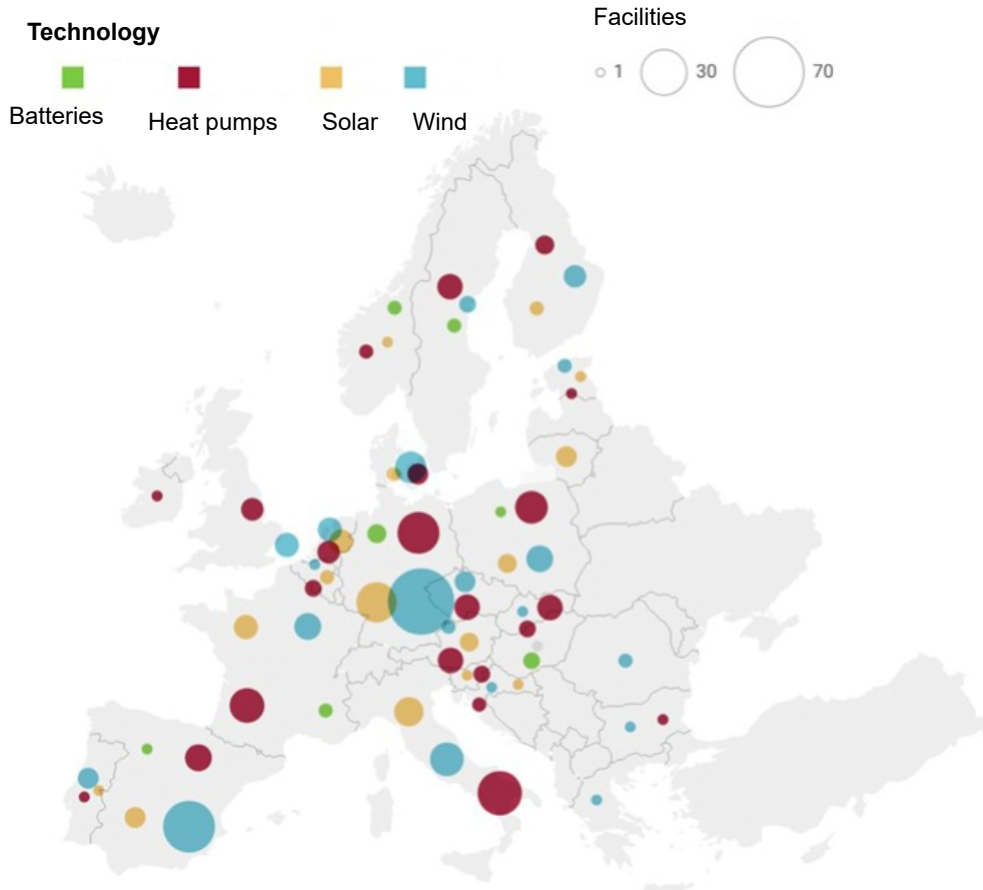 Technology
Batteries
Heat pumps
Solar
Wind
Facilities
1
30
70